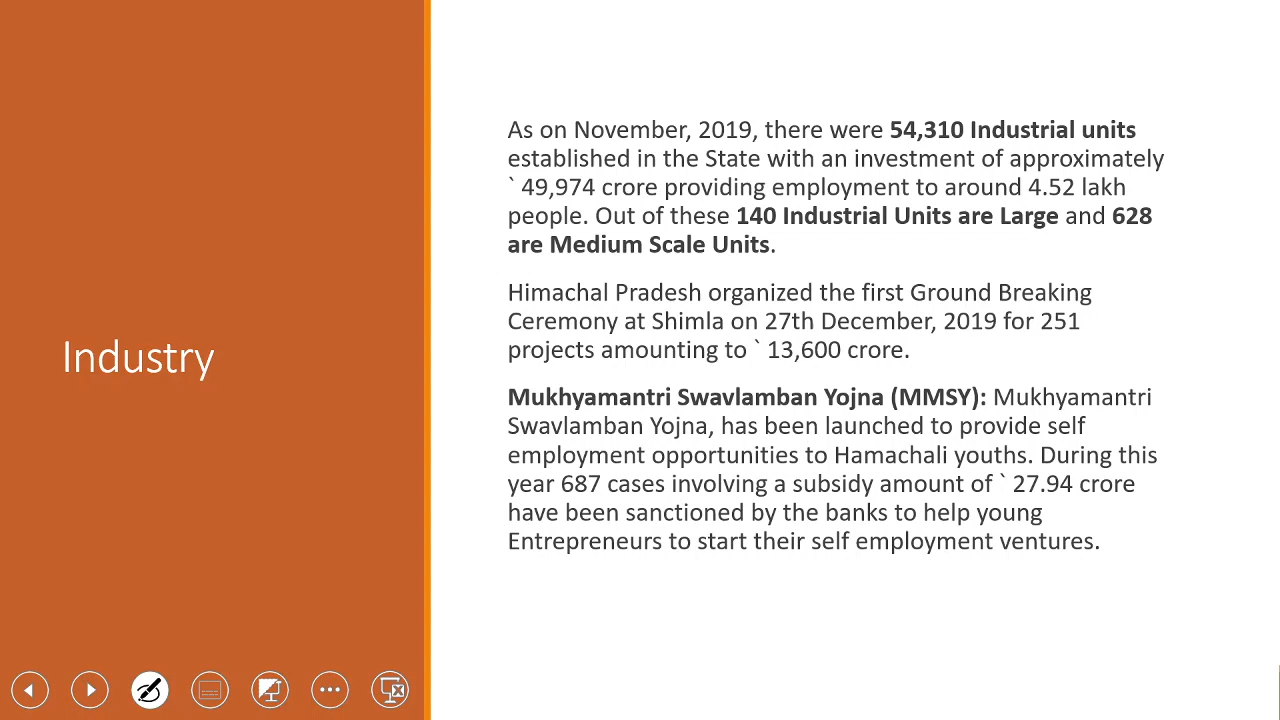 Industry
As on November, 2019, there were 54,310 Industrial units
established in the State with an investment of approximately
` 49,974 crore providing employment to around 4.52 lakh
people. Out of these 140 Industrial Units are Large and 628
are Medium Scale Units.
Himachal Pradesh organized the first Ground Breaking
Ceremony at Shimla on 27th December, 2019 for 251
projects amounting to ` 13,600 crore.
Mukhyamantri Swavlamban Yojna (MMSY): Mukhyamantri
Swavlamban Yojna, has been launched to provide self
employment opportunities to Hamachali youths. During this
year 687 cases involving a subsidy amount of ` 27.94 crore
have been sanctioned by the banks to help young
Entrepreneurs to start their self employment ventures.